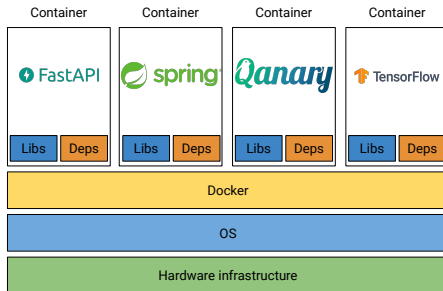 Container Container Container Container
FastAPI spring Qanary TensorFlow
Libs Deps Libs Deps Libs Deps Libs Deps
Docker
OS
Hardware infrastructure